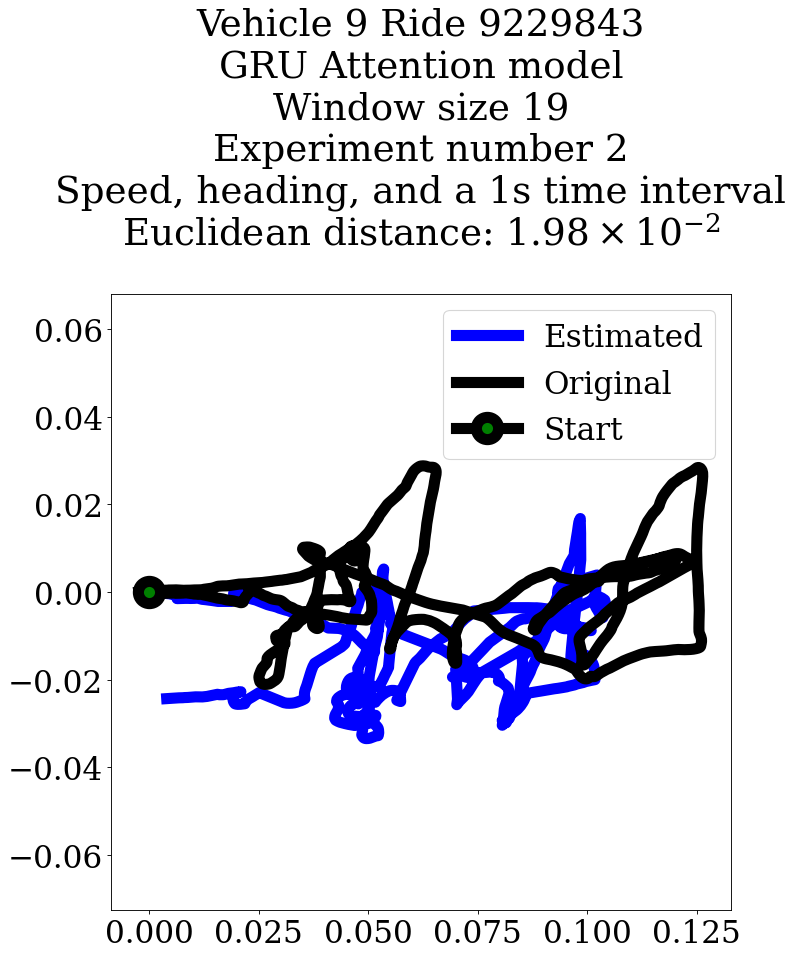 Vehicle 9 Ride 9229843
GRU Attention model
Window size 19
Experiment number 2
Speed, heading, and a 1s time interval
Euclidean distance: 1.98 × 10⁻²
Estimated
Original
Start
0.06
0.04
0.02
0.00
−0.02
−0.04
−0.06
0.000 0.025 0.050 0.075 0.100 0.125